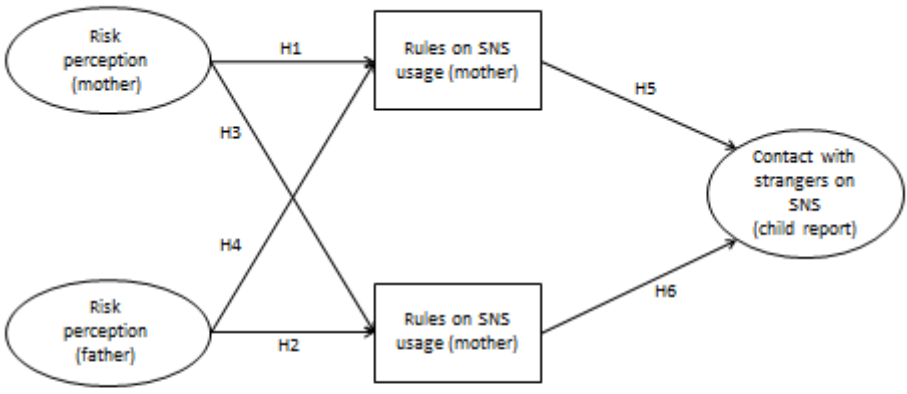 Risk
perception
(mother)
H1
Rules on SNS
usage (mother)
H5
H3
Contact with
strangers on
SNS
(child report)
H4
H6
Risk
perception
(father)
H2
Rules on SNS
usage (mother)